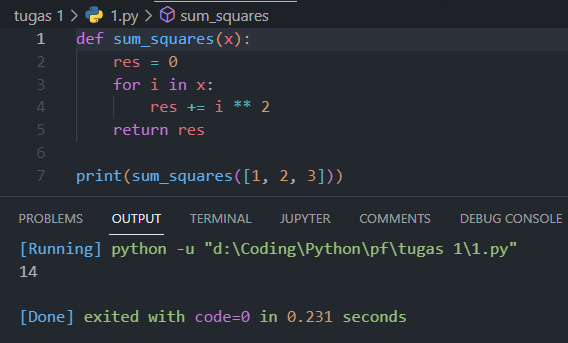 tugas 1 > 1.py > sum_squares
1 def sum_squares(x):
2     res = 0
3     for i in x:
4         res += i ** 2
5     return res
6
7 print(sum_squares([1, 2, 3]))
PROBLEMS OUTPUT TERMINAL JUPYTER COMMENTS DEBUG CONSOLE
[Running] python -u "d:\Coding\Python\pf\tugas 1\1.py"
14
[Done] exited with code=0 in 0.231 seconds